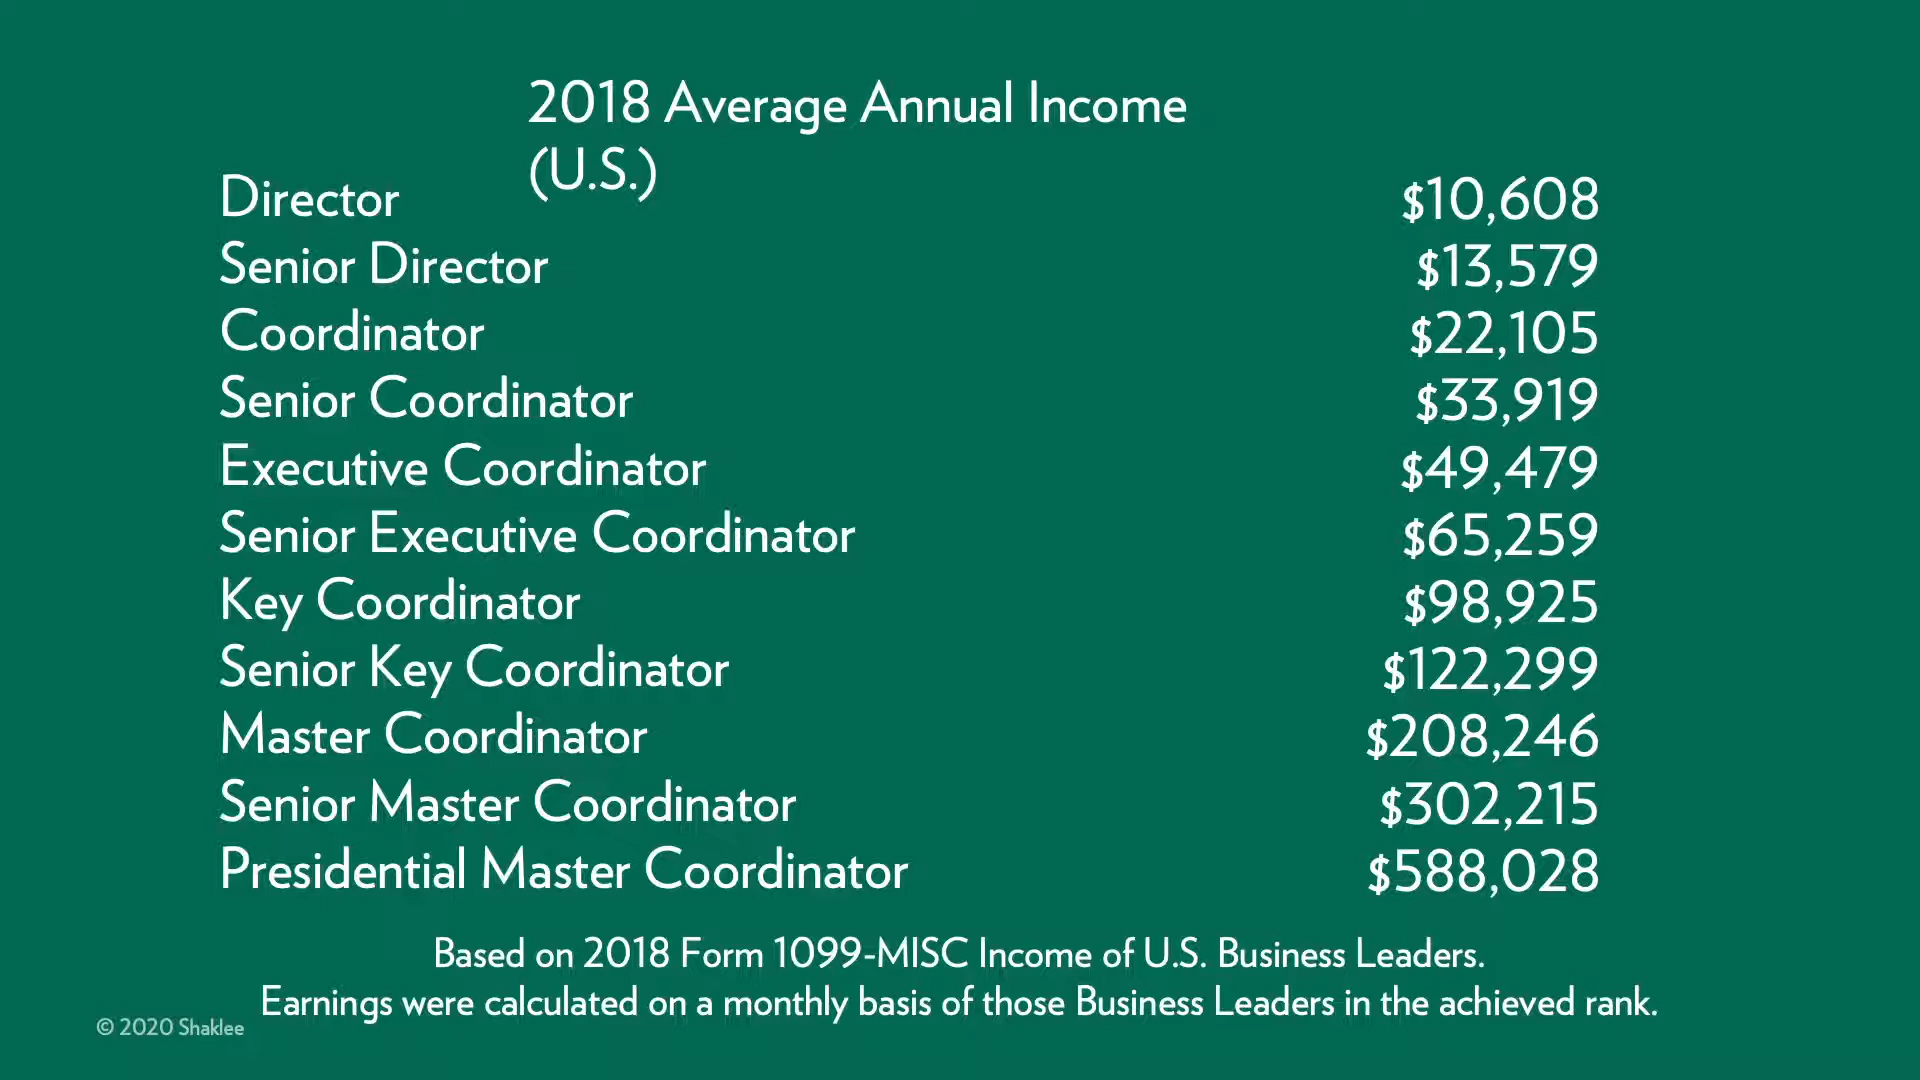 2018 Average Annual Income
(U.S.)
Director $10,608
Senior Director $13,579
Coordinator $22,105
Senior Coordinator $33,919
Executive Coordinator $49,479
Senior Executive Coordinator $65,259
Key Coordinator $98,925
Senior Key Coordinator $122,299
Master Coordinator $208,246
Senior Master Coordinator $302,215
Presidential Master Coordinator $588,028
Based on 2018 Form 1099-MISC Income of U.S. Business Leaders.
Earnings were calculated on a monthly basis of those Business Leaders in the achieved rank.
© 2020 Shaklee